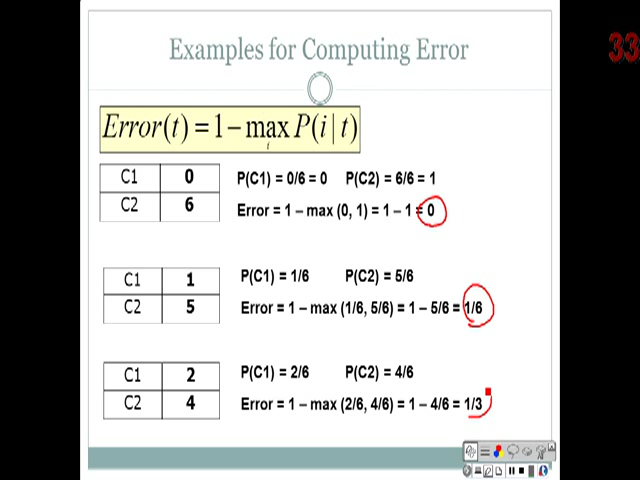 33
Examples for Computing Error
Error(t) = 1 − max P(i | t)
i
C1 0
C2 6
P(C1) = 0/6 = 0 P(C2) = 6/6 = 1
Error = 1 – max (0, 1) = 1 – 1 = 0
C1 1
C2 5
P(C1) = 1/6 P(C2) = 5/6
Error = 1 – max (1/6, 5/6) = 1 – 5/6 = 1/6
C1 2
C2 4
P(C1) = 2/6 P(C2) = 4/6
Error = 1 – max (2/6, 4/6) = 1 – 4/6 = 1/3